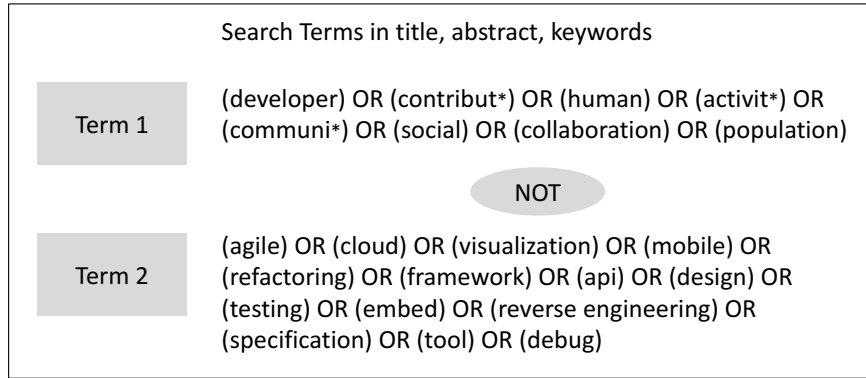 Search Terms in title, abstract, keywords
Term 1
(developer) OR (contribut*) OR (human) OR (activit*) OR
(communi*) OR (social) OR (collaboration) OR (population)
NOT
Term 2
(agile) OR (cloud) OR (visualization) OR (mobile) OR
(refactoring) OR (framework) OR (api) OR (design) OR
(testing) OR (embed) OR (reverse engineering) OR
(specification) OR (tool) OR (debug)